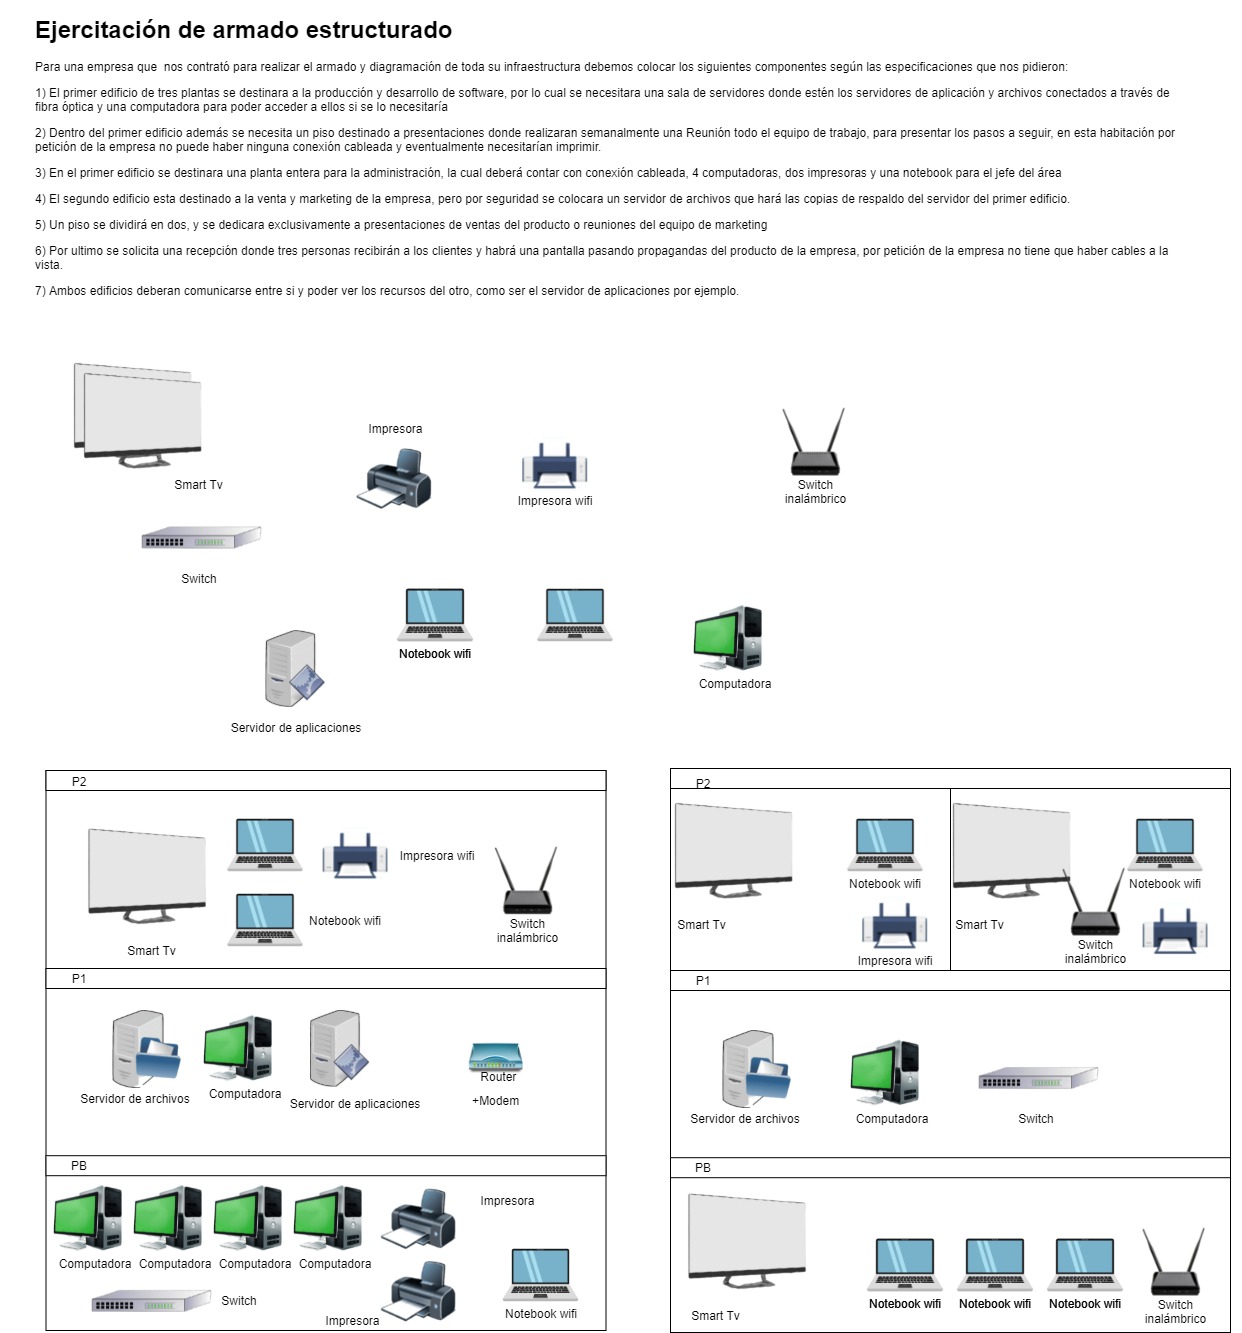 Ejercitación de armado estructurado
Para una empresa que  nos contrató para realizar el armado y diagramación de toda su infraestructura debemos colocar los siguientes componentes según las especificaciones que nos pidieron:
1) El primer edificio de tres plantas se destinara a la producción y desarrollo de software, por lo cual se necesitara una sala de servidores donde estén los servidores de aplicación y archivos conectados a través de
fibra óptica y una computadora para poder acceder a ellos si se lo necesitaría
2) Dentro del primer edificio además se necesita un piso destinado a presentaciones donde realizaran semanalmente una Reunión todo el equipo de trabajo, para presentar los pasos a seguir, en esta habitación por
petición de la empresa no puede haber ninguna conexión cableada y eventualmente necesitarían imprimir.
3) En el primer edificio se destinara una planta entera para la administración, la cual deberá contar con conexión cableada, 4 computadoras, dos impresoras y una notebook para el jefe del área
4) El segundo edificio esta destinado a la venta y marketing de la empresa, pero por seguridad se colocara un servidor de archivos que hará las copias de respaldo del servidor del primer edificio.
5) Un piso se dividirá en dos, y se dedicara exclusivamente a presentaciones de ventas del producto o reuniones del equipo de marketing
6) Por ultimo se solicita una recepción donde tres personas recibirán a los clientes y habrá una pantalla pasando propagandas del producto de la empresa, por petición de la empresa no tiene que haber cables a la
vista.
7) Ambos edificios deberan comunicarse entre si y poder ver los recursos del otro, como ser el servidor de aplicaciones por ejemplo.
Impresora
Smart Tv
Impresora wifi
Switch
inalámbrico
Switch
Notebook wifi
Computadora
Servidor de aplicaciones
P2
Impresora wifi
Notebook wifi
Switch
inalámbrico
Smart Tv
P1
Servidor de archivos
Computadora
Servidor de aplicaciones
Router
+Modem
PB
Impresora
Computadora
Computadora
Computadora
Computadora
Switch
Impresora
Notebook wifi
P2
Notebook wifi
Smart Tv
Impresora wifi
Notebook wifi
Smart Tv
Switch
inalámbrico
P1
Servidor de archivos
Computadora
Switch
PB
Smart Tv
Notebook wifi
Notebook wifi
Notebook wifi
Switch
inalámbrico